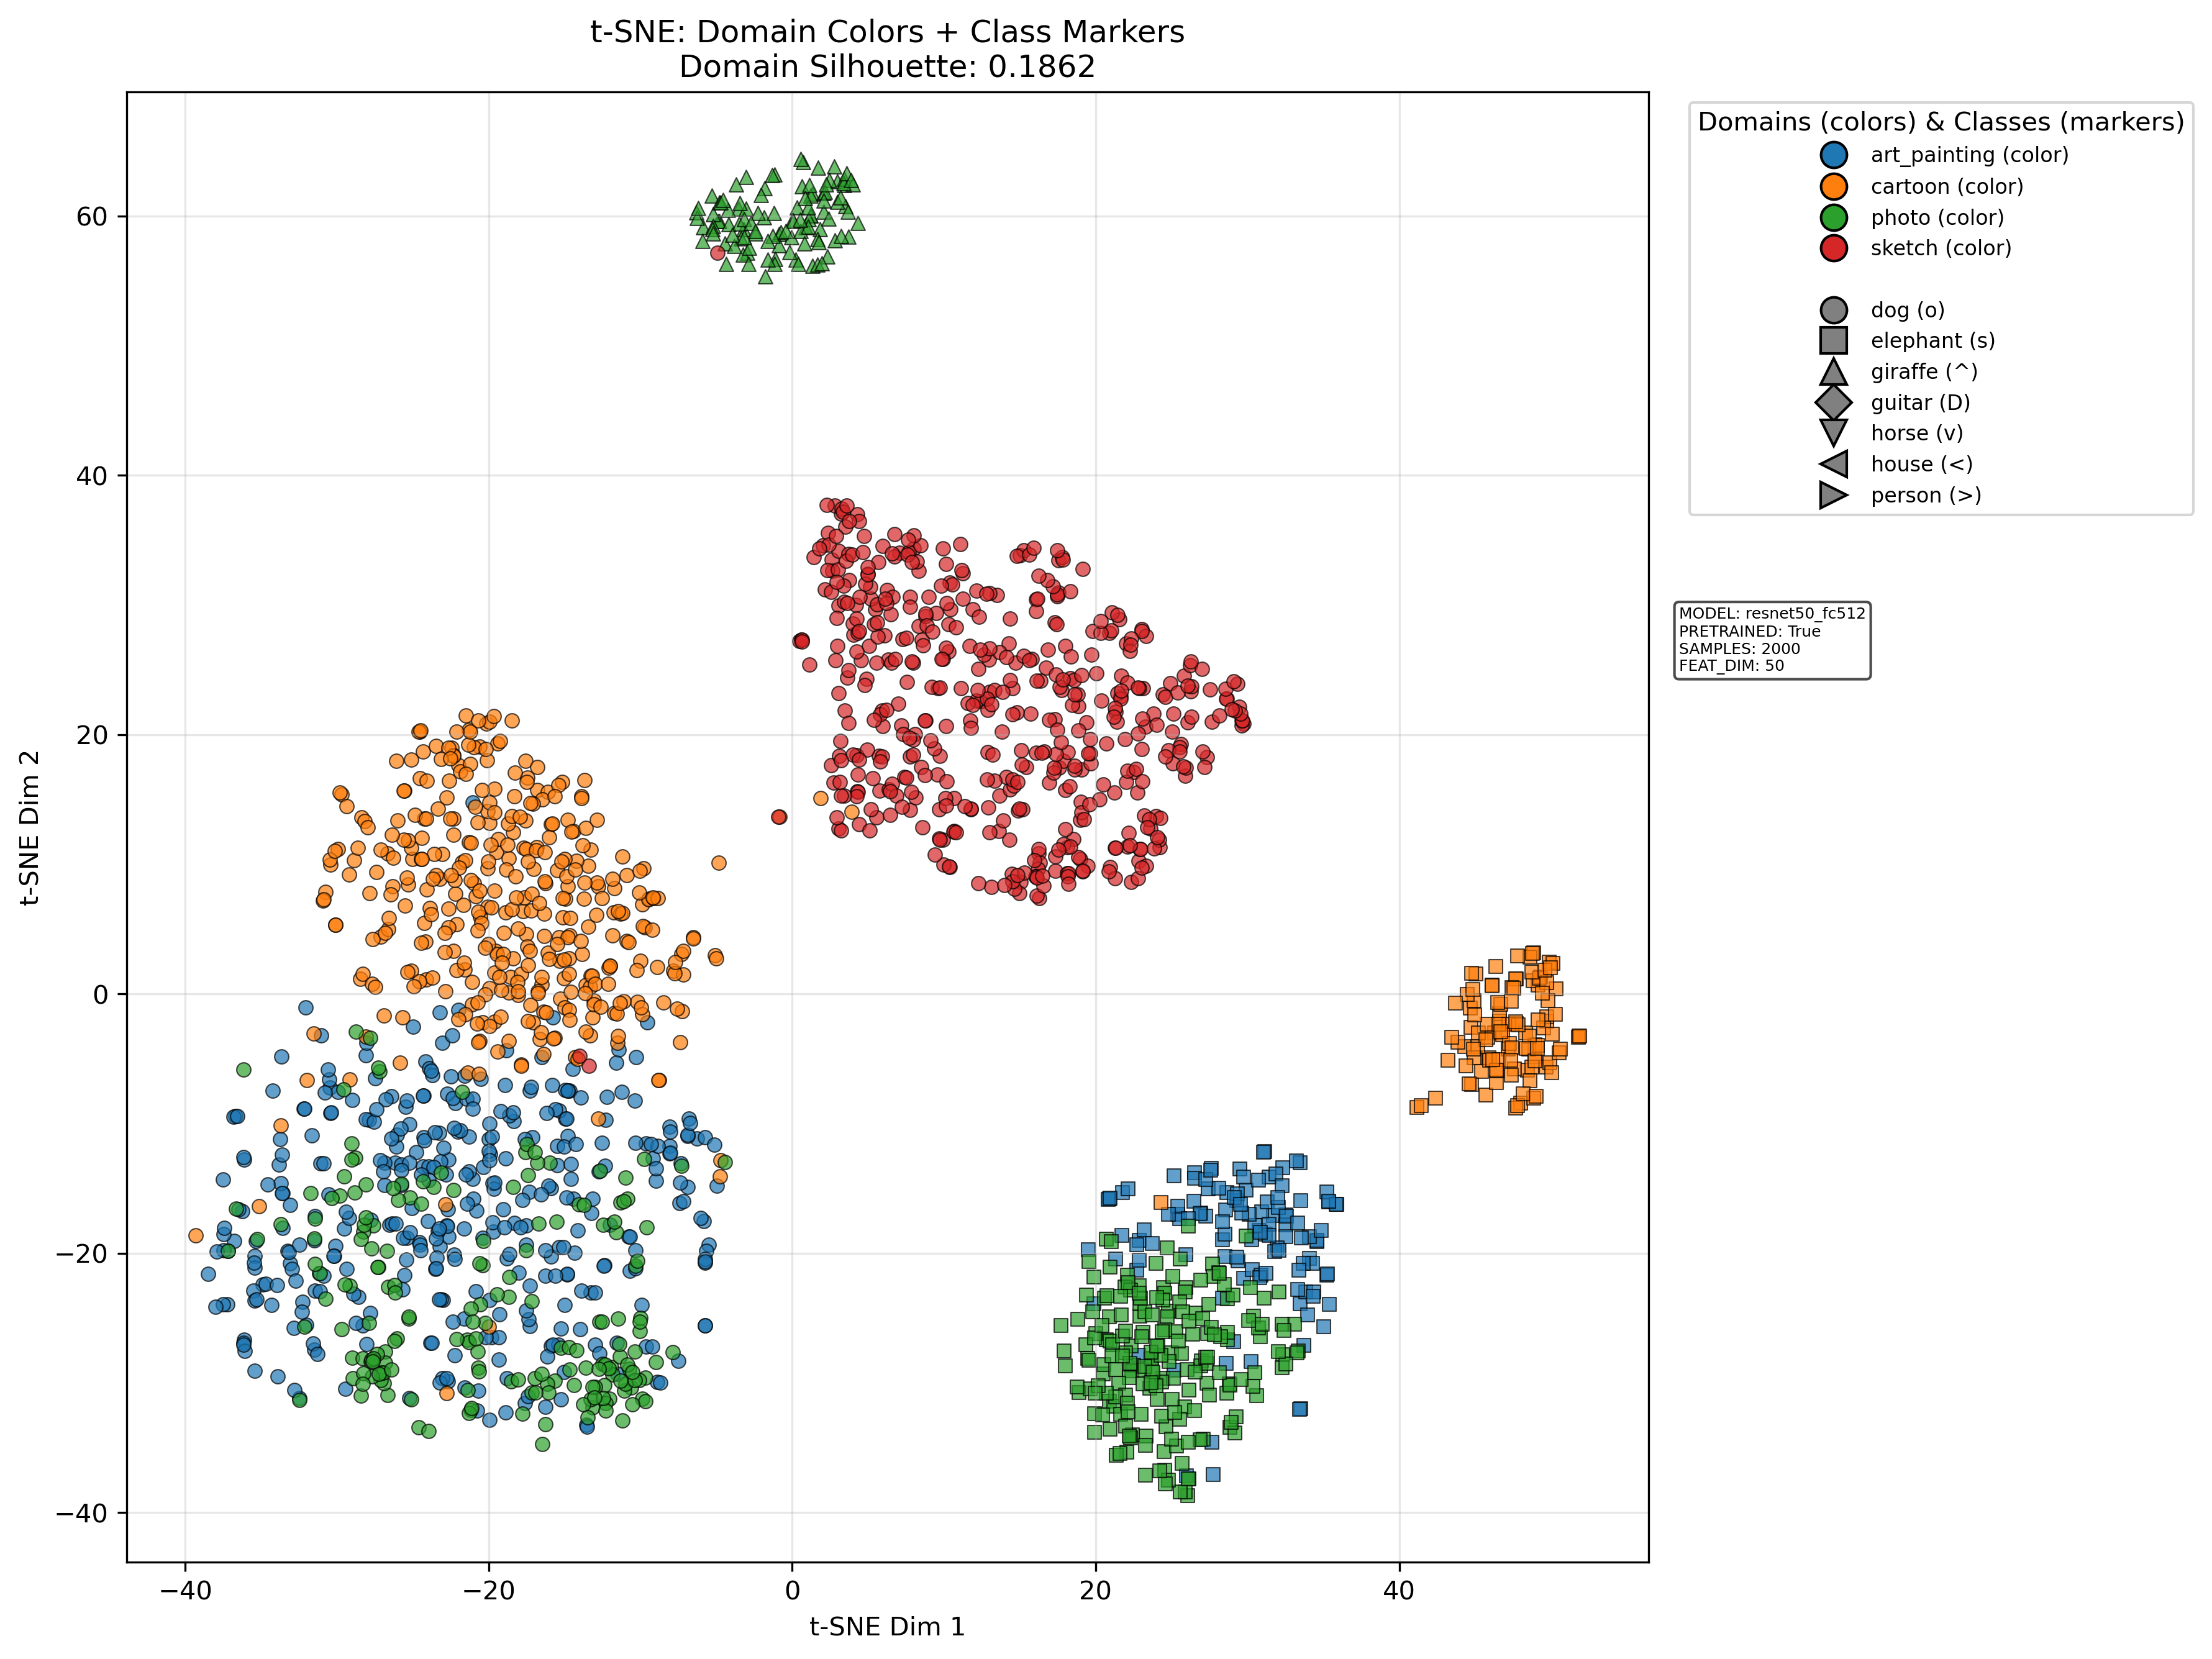 t-SNE: Domain Colors + Class Markers
Domain Silhouette: 0.1862
Domains (colors) & Classes (markers)
art_painting (color)
cartoon (color)
photo (color)
sketch (color)
dog (o)
elephant (s)
giraffe (^)
guitar (D)
horse (v)
house (<)
person (>)
MODEL: resnet50_fc512
PRETRAINED: True
SAMPLES: 2000
FEAT_DIM: 50
t-SNE Dim 2
60
40
20
0
−20
−40
−40
−20
0
20
40
t-SNE Dim 1